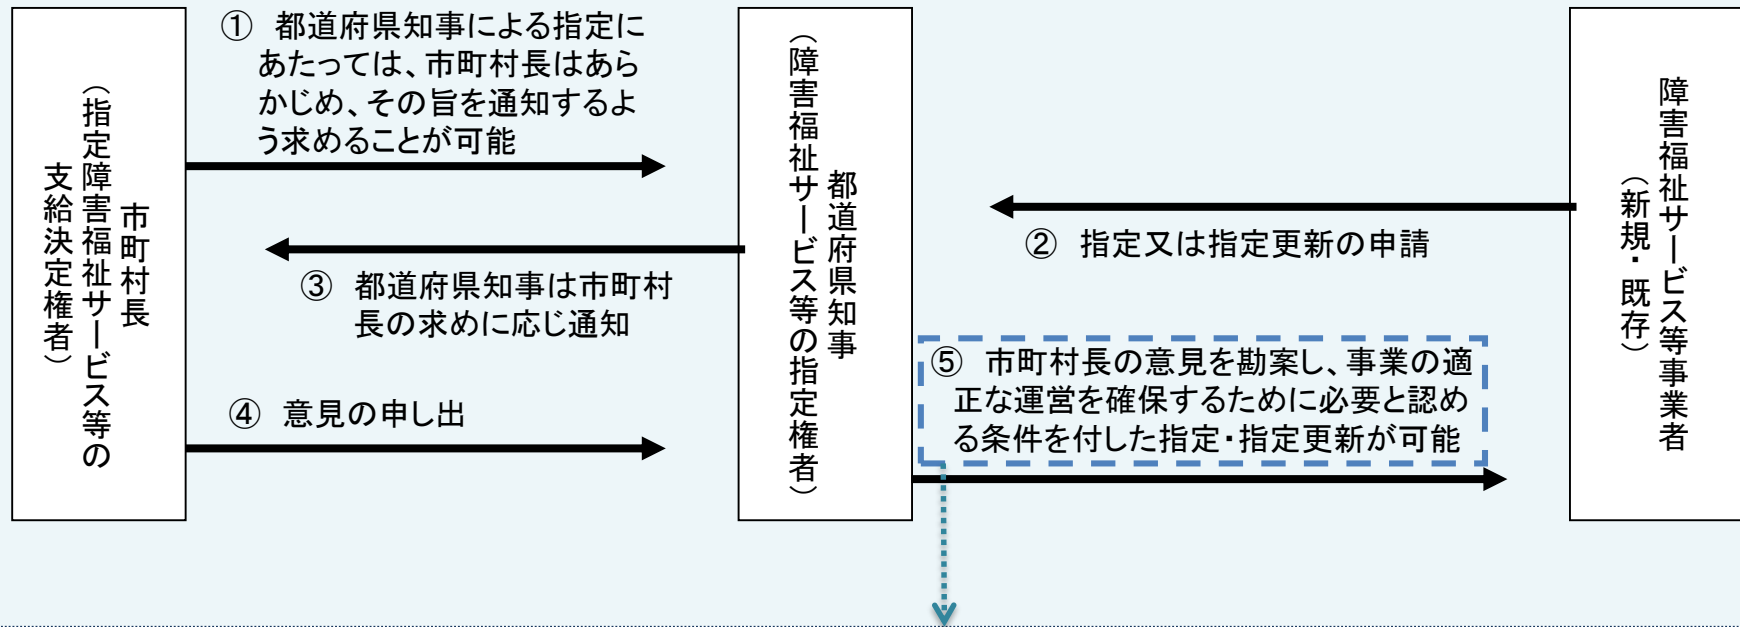 市町村長
（指定障害福祉サービス等の
支給決定権者）
① 都道府県知事による指定に
あたっては、市町村長はあら
かじめ、その旨を通知するよ
う求めることが可能
都道府県知事
（障害福祉サービス等の指定権者）
障害福祉サービス等事業者
（新規・既存）
② 指定又は指定更新の申請
③ 都道府県知事は市町村
長の求めに応じ通知
④ 意見の申し出
⑤ 市町村長の意見を勘案し、事業の適
正な運営を確保するために必要と認め
る条件を付した指定・指定更新が可能